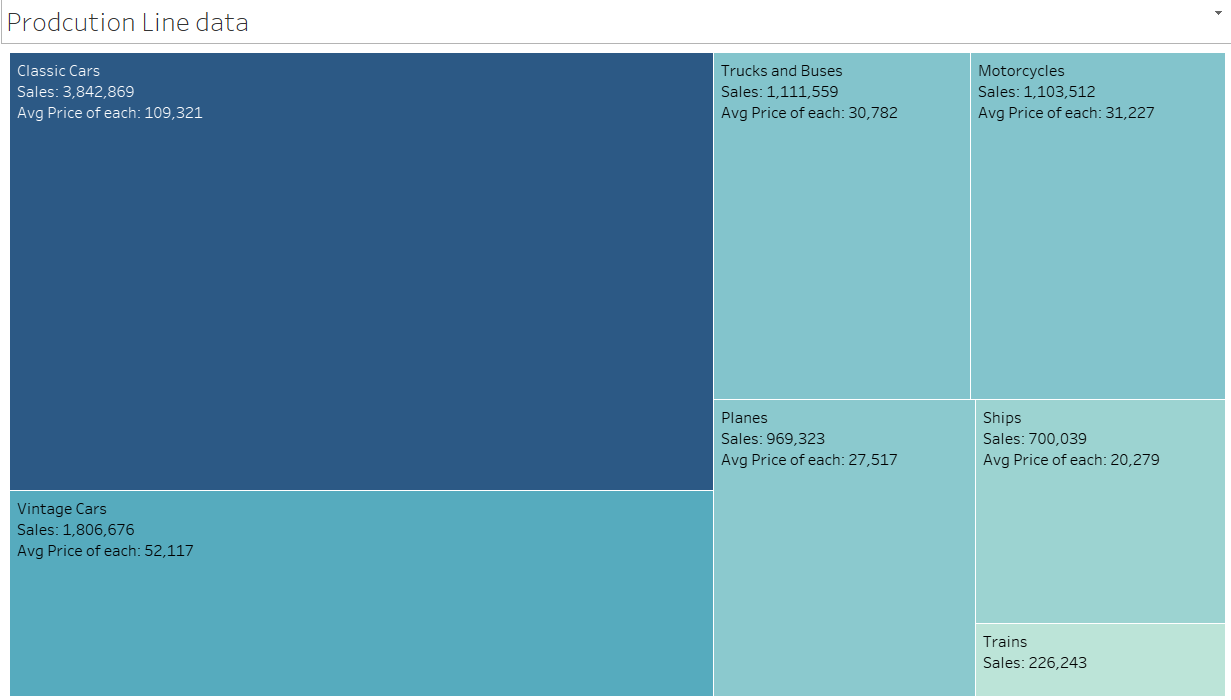 Prodcution Line data
Classic Cars
Sales: 3,842,869
Avg Price of each: 109,321
Vintage Cars
Sales: 1,806,676
Avg Price of each: 52,117
Trucks and Buses
Sales: 1,111,559
Avg Price of each: 30,782
Motorcycles
Sales: 1,103,512
Avg Price of each: 31,227
Planes
Sales: 969,323
Avg Price of each: 27,517
Ships
Sales: 700,039
Avg Price of each: 20,279
Trains
Sales: 226,243